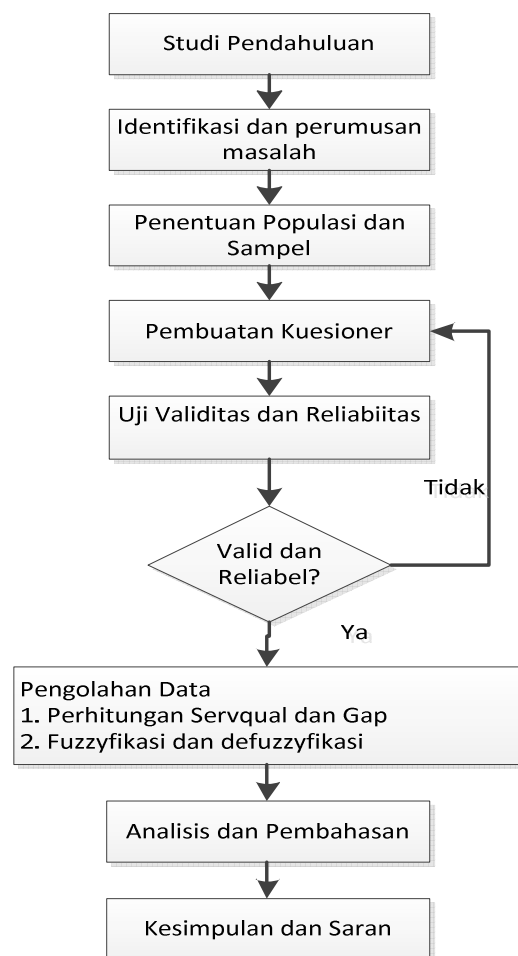 Studi Pendahuluan
Identifikasi dan perumusan
masalah
Penentuan Populasi dan
Sampel
Pembuatan Kuesioner
Uji Validitas dan Reliabiitas
Tidak
Valid dan
Reliabel?
Ya
Pengolahan Data
1. Perhitungan Servqual dan Gap
2. Fuzzyfikasi dan defuzzyfikasi
Analisis dan Pembahasan
Kesimpulan dan Saran